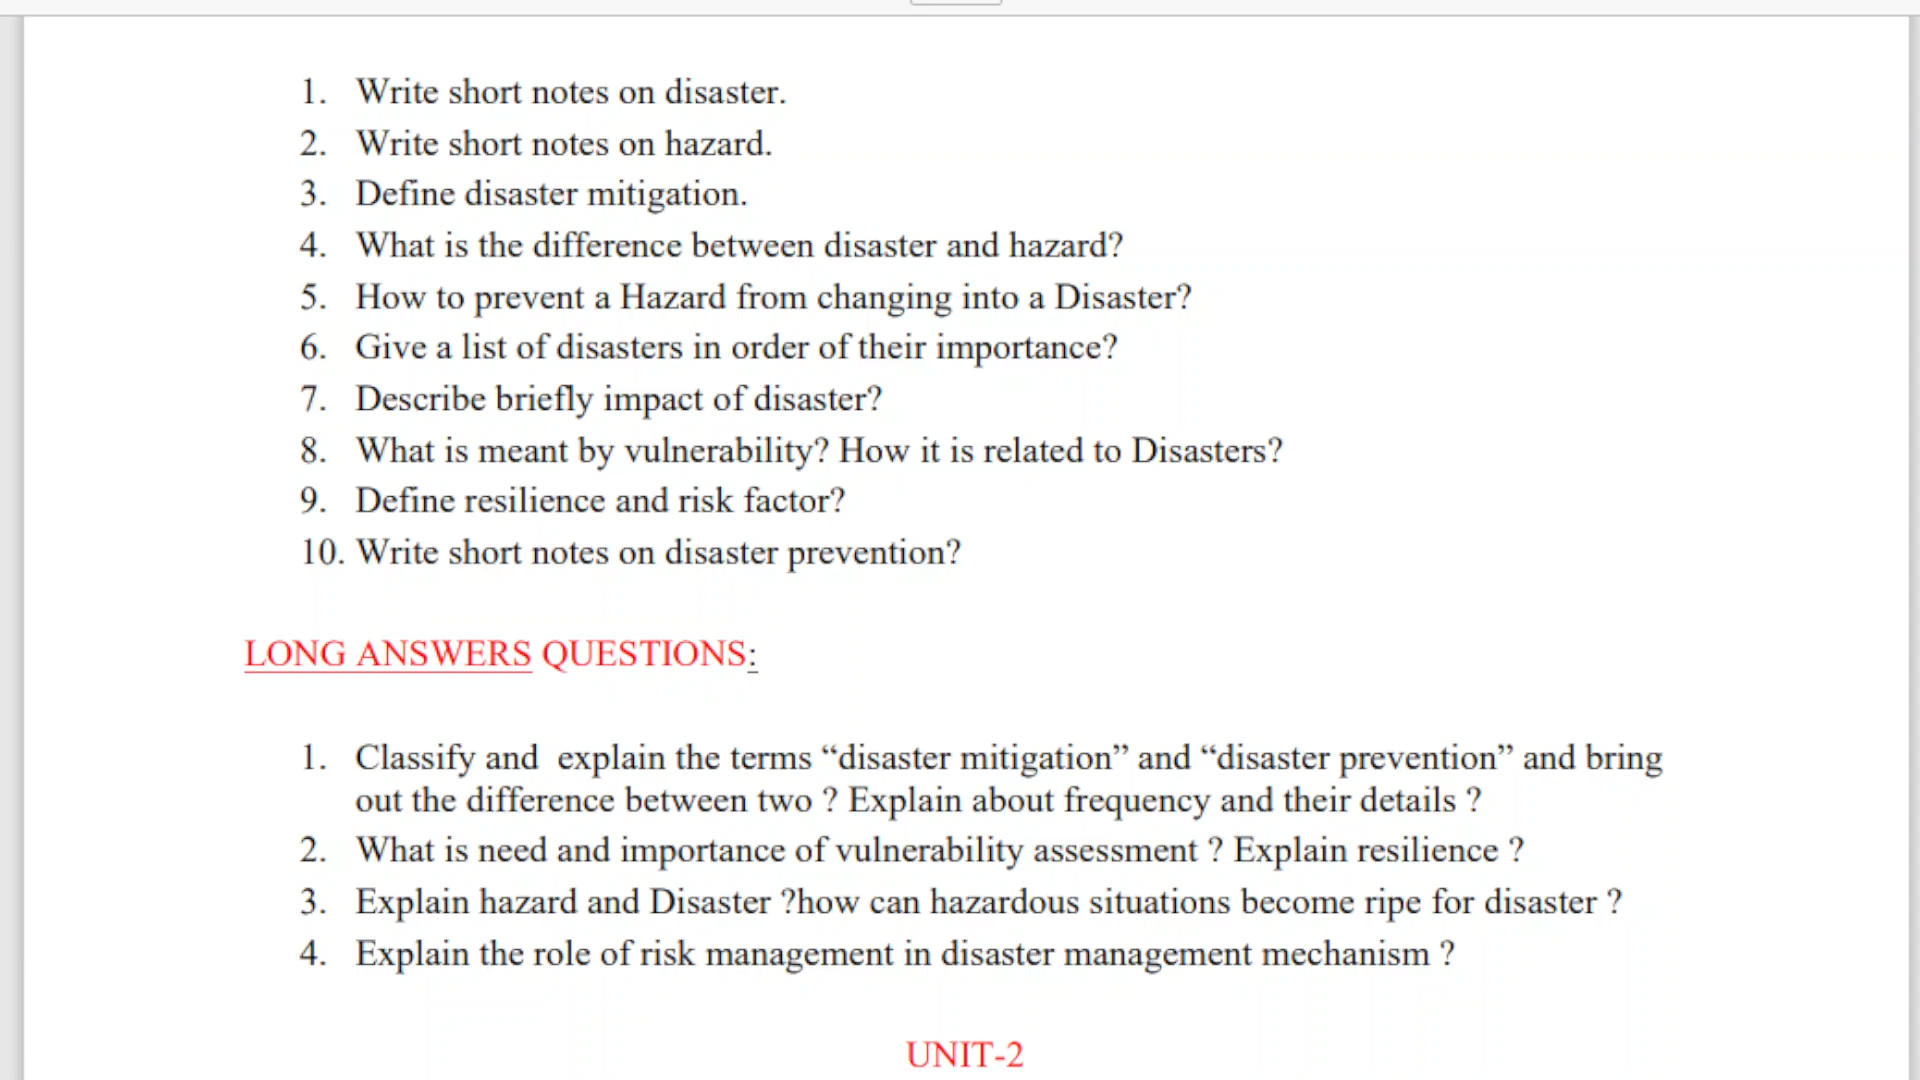 1. Write short notes on disaster.
2. Write short notes on hazard.
3. Define disaster mitigation.
4. What is the difference between disaster and hazard?
5. How to prevent a Hazard from changing into a Disaster?
6. Give a list of disasters in order of their importance?
7. Describe briefly impact of disaster?
8. What is meant by vulnerability? How it is related to Disasters?
9. Define resilience and risk factor?
10. Write short notes on disaster prevention?
LONG ANSWERS QUESTIONS:
1. Classify and  explain the terms “disaster mitigation” and “disaster prevention” and bring
out the difference between two ? Explain about frequency and their details ?
2. What is need and importance of vulnerability assessment ? Explain resilience ?
3. Explain hazard and Disaster ?how can hazardous situations become ripe for disaster ?
4. Explain the role of risk management in disaster management mechanism ?
UNIT-2